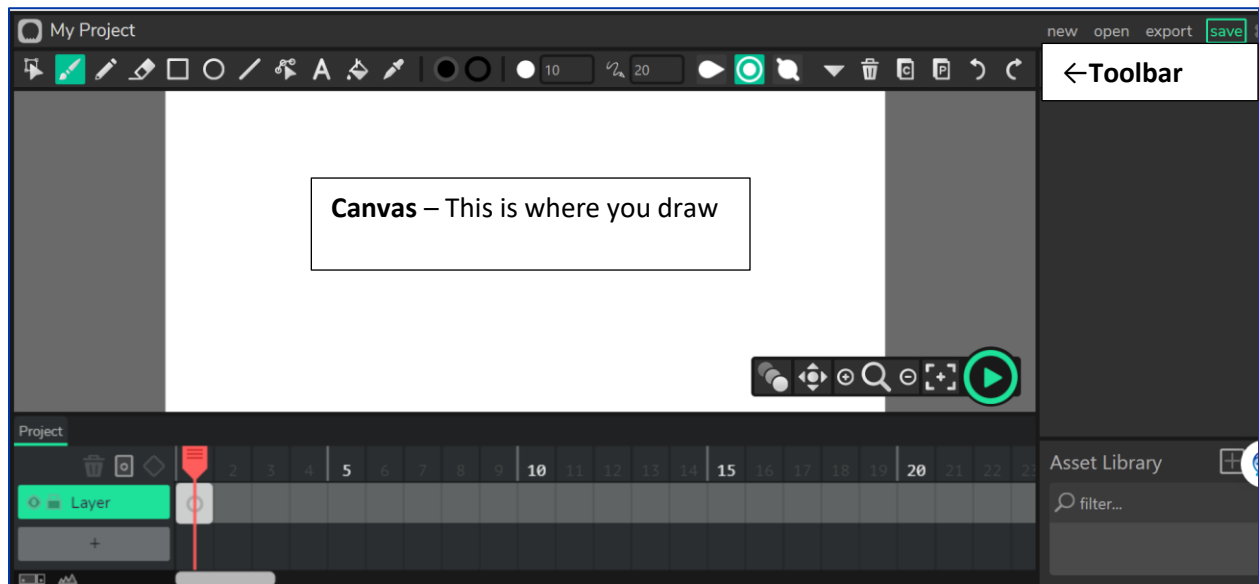 My Project
new open export save
10 20
←Toolbar
Canvas – This is where you draw
Project
2 3 4 5 6 7 8 9 10 11 12 13 14 15 16 17 18 19 20 21 22 23
Layer
+
Asset Library
filter...